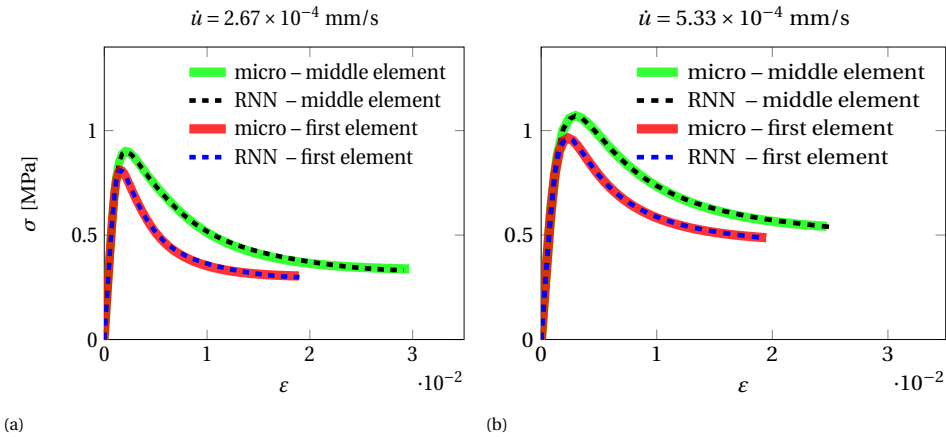 u̇ = 2.67 × 10⁻⁴ mm/s
micro – middle element
RNN – middle element
micro – first element
RNN – first element
1
0.5
0
σ [MPa]
0 1 2 3
ε
·10⁻²
(a)
u̇ = 5.33 × 10⁻⁴ mm/s
micro – middle element
RNN – middle element
micro – first element
RNN – first element
1
0.5
0
0 1 2 3
ε
·10⁻²
(b)